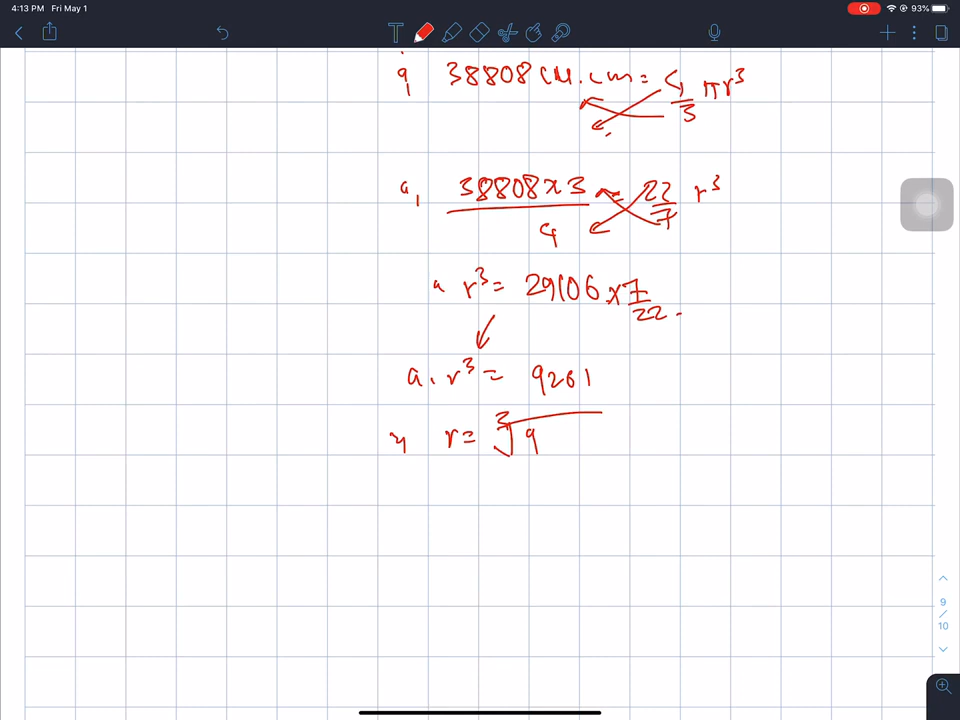 4:13 PM Fri May 1
93%
T
38808 cu. cm = 4/3 πr³
38808 x 3 / 4 = 22/7 r³
r³ = 29106 x 7/22
r³ = 9261
r = ∛9
9
/
10